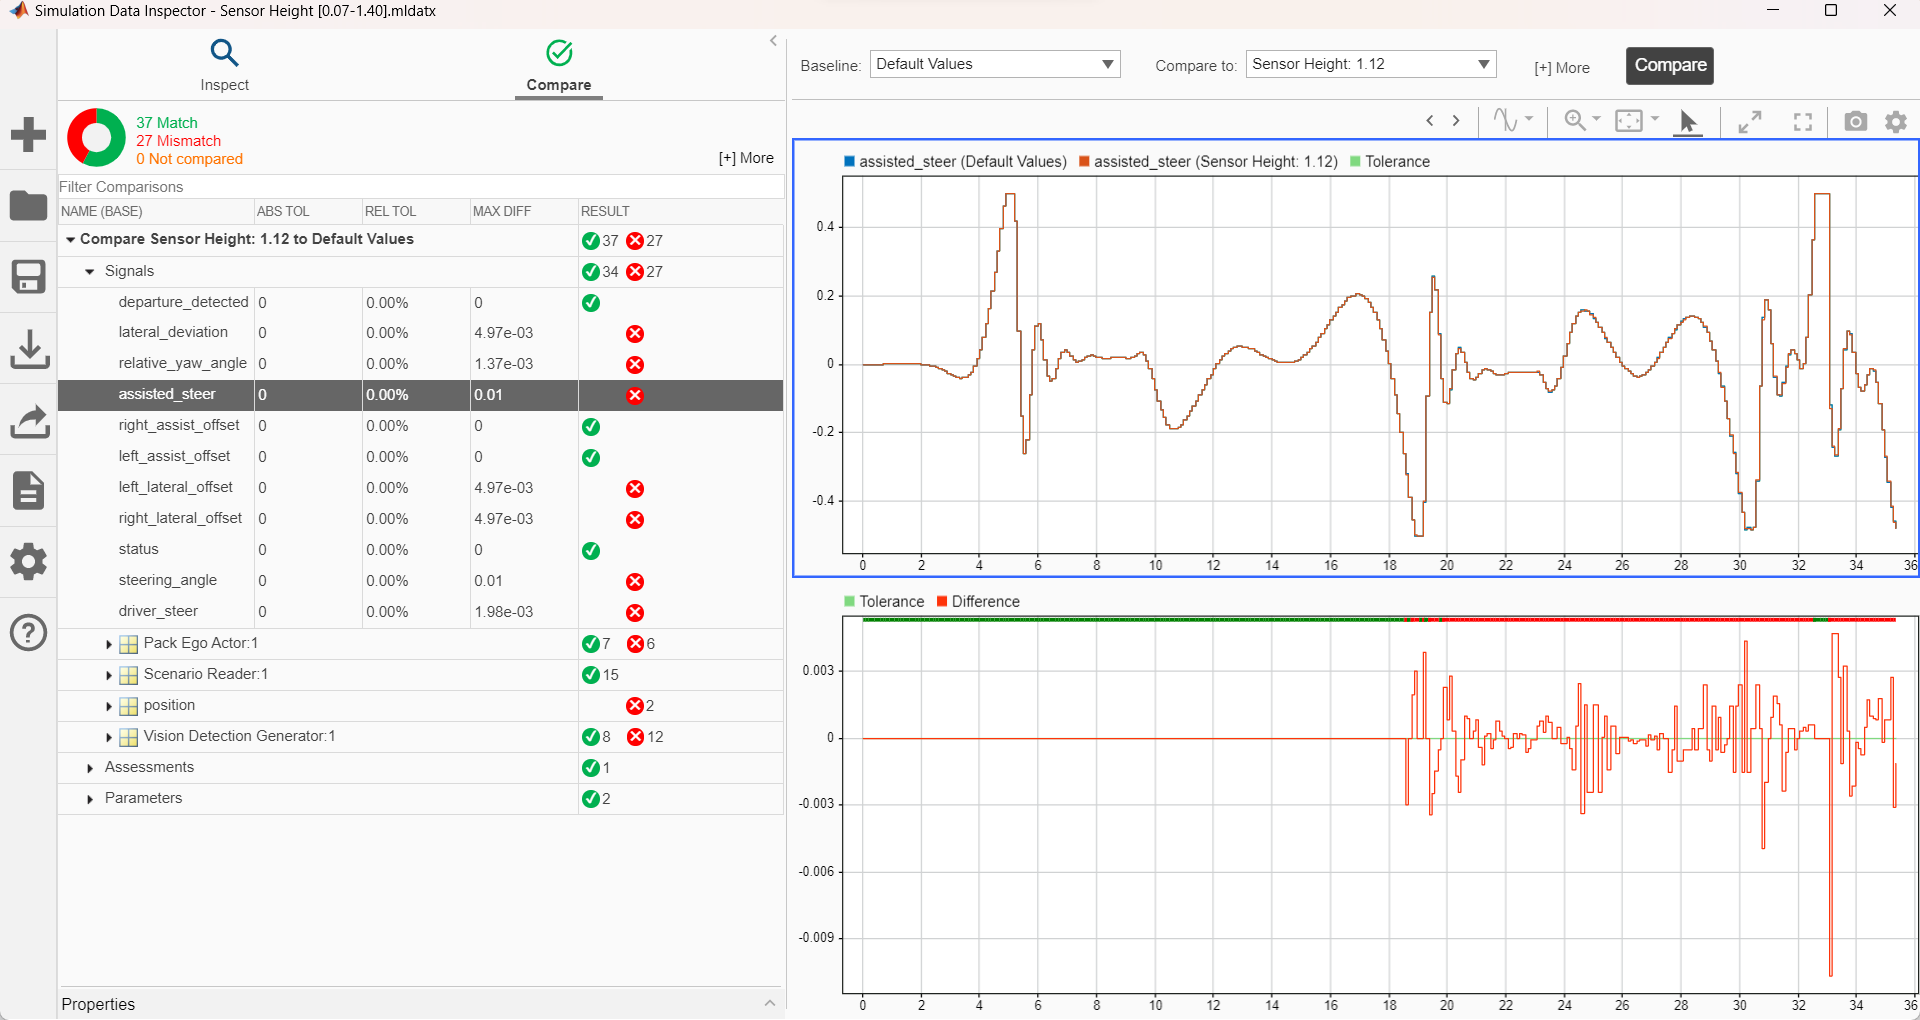 Simulation Data Inspector - Sensor Height [0.07-1.40].mldatx
Inspect
Compare
37 Match
27 Mismatch
0 Not compared
[+] More
Filter Comparisons
NAME (BASE) ABS TOL REL TOL MAX DIFF RESULT
Compare Sensor Height: 1.12 to Default Values 37 27
Signals 34 27
departure_detected 0 0.00% 0
lateral_deviation 0 0.00% 4.97e-03
relative_yaw_angle 0 0.00% 1.37e-03
assisted_steer 0 0.00% 0.01
right_assist_offset 0 0.00% 0
left_assist_offset 0 0.00% 0
left_lateral_offset 0 0.00% 4.97e-03
right_lateral_offset 0 0.00% 4.97e-03
status 0 0.00% 0
steering_angle 0 0.00% 0.01
driver_steer 0 0.00% 1.98e-03
Pack Ego Actor:1 7 6
Scenario Reader:1 15
position 2
Vision Detection Generator:1 8 12
Assessments 1
Parameters 2
Properties
Baseline: Default Values Compare to: Sensor Height: 1.12 [+] More Compare
assisted_steer (Default Values) assisted_steer (Sensor Height: 1.12) Tolerance
0.4
0.2
0
-0.2
-0.4
0 2 4 6 8 10 12 14 16 18 20 22 24 26 28 30 32 34 36
Tolerance Difference
0.003
0
-0.003
-0.006
-0.009
0 2 4 6 8 10 12 14 16 18 20 22 24 26 28 30 32 34 36